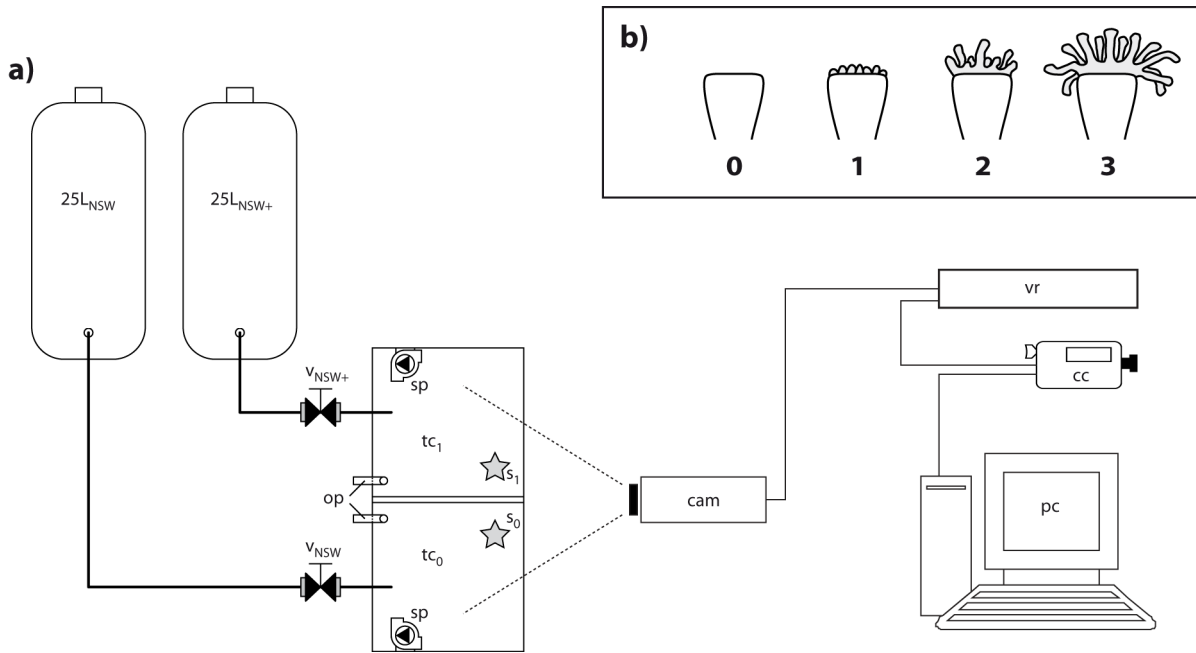 a)
b)
0
1
2
3
25L_NSW
25L_NSW+
v_NSW+
sp
tc_1
s_1
op
s_0
v_NSW
tc_0
sp
cam
vr
cc
pc